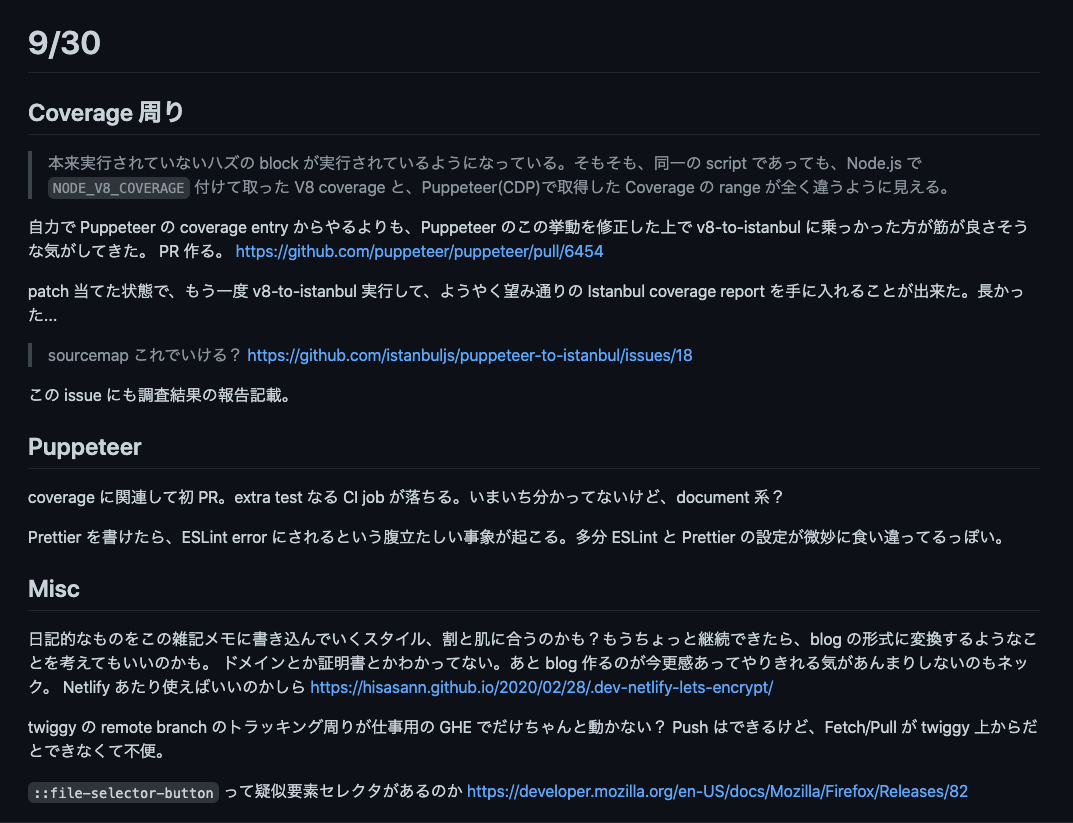 9/30
Coverage 周り
本来実行されていないハズの block が実行されているようになっている。そもそも、同一の script であっても、Node.js で
NODE_V8_COVERAGE 付けて取った V8 coverage と、Puppeteer(CDP)で取得した Coverage の range が全く違うように見える。
自力で Puppeteer の coverage entry からやるよりも、Puppeteer のこの挙動を修正した上で v8-to-istanbul に乗っかった方が筋が良さそう
な気がしてきた。 PR 作る。 https://github.com/puppeteer/puppeteer/pull/6454
patch 当てた状態で、もう一度 v8-to-istanbul 実行して、ようやく望み通りの Istanbul coverage report を手に入れることが出来た。長かっ
た...
sourcemap これでいける？ https://github.com/istanbuljs/puppeteer-to-istanbul/issues/18
この issue にも調査結果の報告記載。
Puppeteer
coverage に関連して初 PR。extra test なる CI job が落ちる。いまいち分かってないけど、document 系？
Prettier を書けたら、ESLint error にされるという腹立たしい事象が起こる。多分 ESLint と Prettier の設定が微妙に食い違ってるっぽい。
Misc
日記的なものをこの雑記メモに書き込んでいくスタイル、割と肌に合うのかも？もうちょっと継続できたら、blog の形式に変換するようなこ
とを考えてもいいのかも。 ドメインとか証明書とかわかってない。あと blog 作るのが今更感あってやりきれる気があんまりしないのもネッ
ク。 Netlify あたり使えばいいのかしら https://hisasann.github.io/2020/02/28/.dev-netlify-lets-encrypt/
twiggy の remote branch のトラッキング周りが仕事用の GHE でだけちゃんと動かない？ Push はできるけど、Fetch/Pull が twiggy 上からだ
とできなくて不便。
::file-selector-button って疑似要素セレクタがあるのか https://developer.mozilla.org/en-US/docs/Mozilla/Firefox/Releases/82